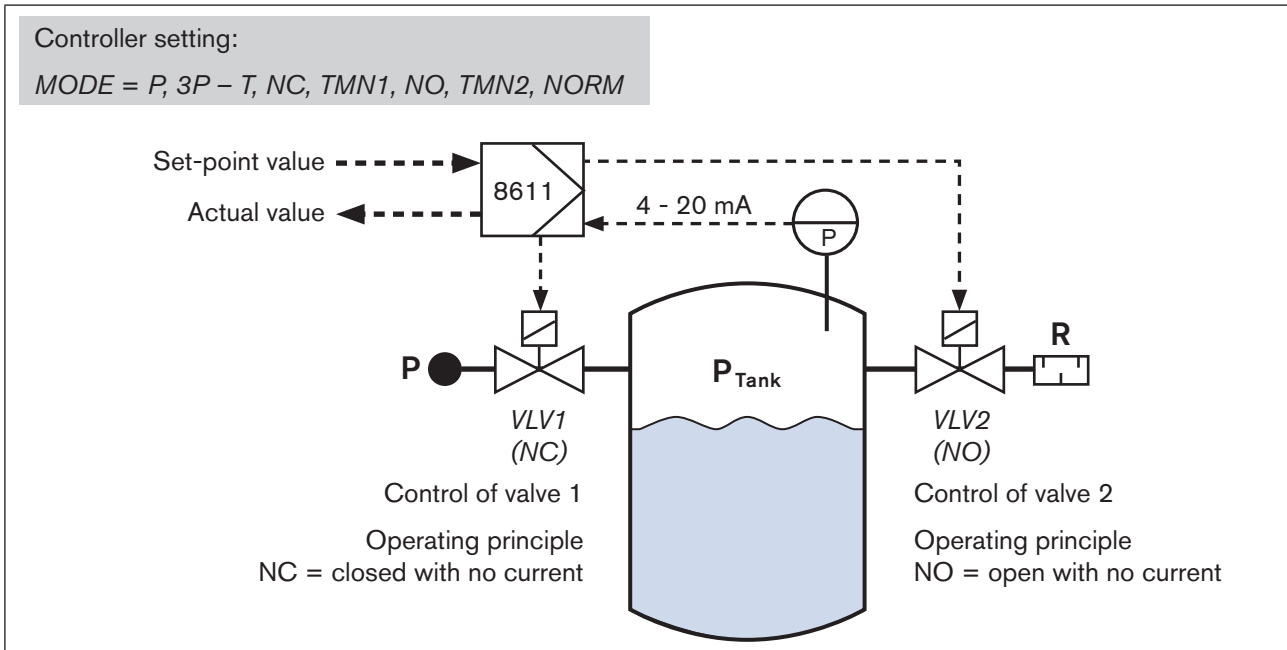 Controller setting:
MODE = P, 3P – T, NC, TMN1, NO, TMN2, NORM
Set-point value
8611
Actual value
4 - 20 mA
P
P
P Tank
R
VLV1
(NC)
VLV2
(NO)
Control of valve 1
Control of valve 2
Operating principle
NC = closed with no current
Operating principle
NO = open with no current